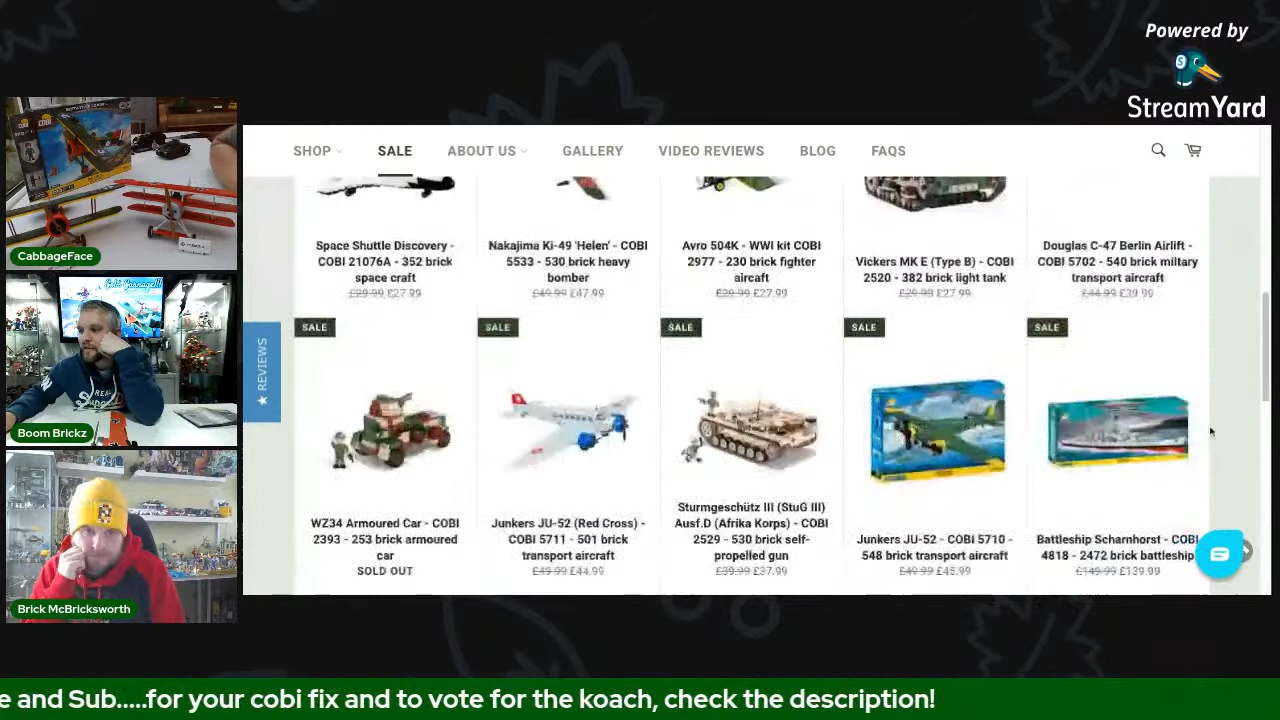 Powered by
StreamYard
SHOP SALE ABOUT US GALLERY VIDEO REVIEWS BLOG FAQS
Space Shuttle Discovery -
COBI 21076A - 352 brick
space craft
£29.99 £27.99
Nakajima Ki-49 'Helen' - COBI
5533 - 530 brick heavy
bomber
£49.99 £47.99
Avro 504K - WWI kit COBI
2977 - 230 brick fighter
aircraft
£29.99 £27.99
Vickers MK E (Type B) - COBI
2520 - 382 brick light tank
£29.99 £27.99
Douglas C-47 Berlin Airlift -
COBI 5702 - 540 brick military
transport aircraft
£44.99 £39.99
SALE
SALE
SALE
SALE
SALE
★ REVIEWS
WZ34 Armoured Car - COBI
2393 - 253 brick armoured
car
SOLD OUT
Junkers JU-52 (Red Cross) -
COBI 5711 - 501 brick
transport aircraft
£49.99 £44.99
Sturmgeschütz III (StuG III)
Ausf.D (Afrika Korps) - COBI
2529 - 530 brick self-
propelled gun
£39.99 £37.99
Junkers JU-52 - COBI 5710 -
548 brick transport aircraft
£49.99 £45.99
Battleship Scharnhorst - COBI
4818 - 2472 brick battleship
£149.99 £139.99
CabbageFace
Cobi Carnage!!!
Boom Brickz
Brick McBricksworth
e and Sub.....for your cobi fix and to vote for the koach, check the description!